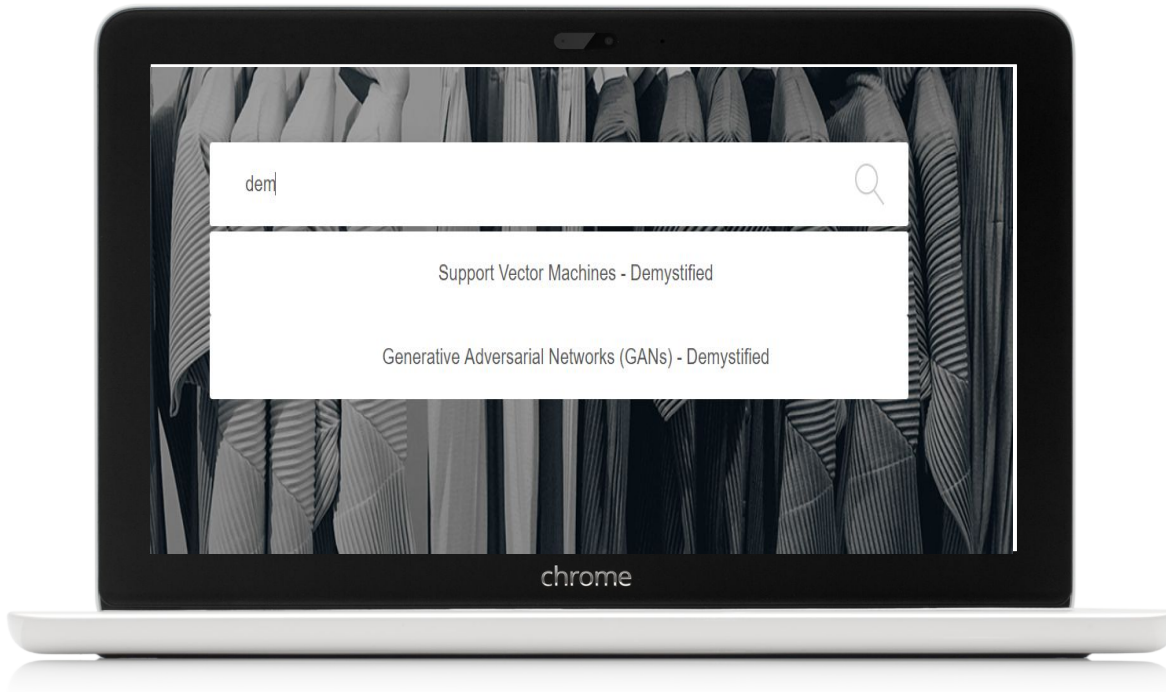 dem
Support Vector Machines - Demystified
Generative Adversarial Networks (GANs) - Demystified
chrome